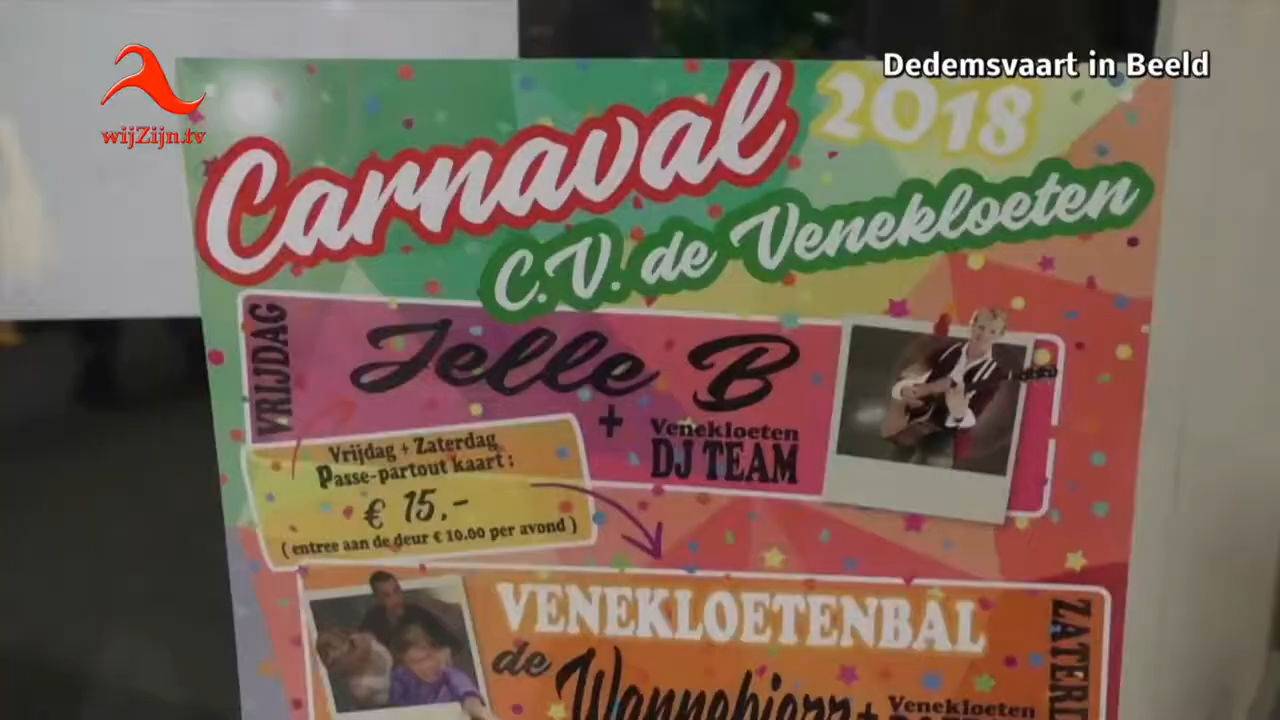 Dedemsvaart in Beeld
wijZijn.tv
Carnaval 2018
C.V. de Venekloeten
VRIJDAG
Jelle B
+ Venekloeten
DJ TEAM
Vrijdag + Zaterdag
Passe-partout kaart :
€ 15,-
( entree aan de deur € 10.00 per avond )
VENEKLOETENBAL
de Wannebierz
+ Venekloeten